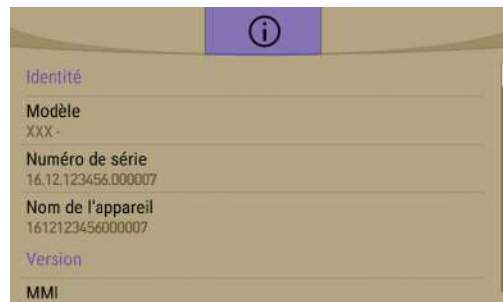 Identité
Modèle
XXX -
Numéro de série
16.12.123456.000007
Nom de l'appareil
1612123456000007
Version
MMI